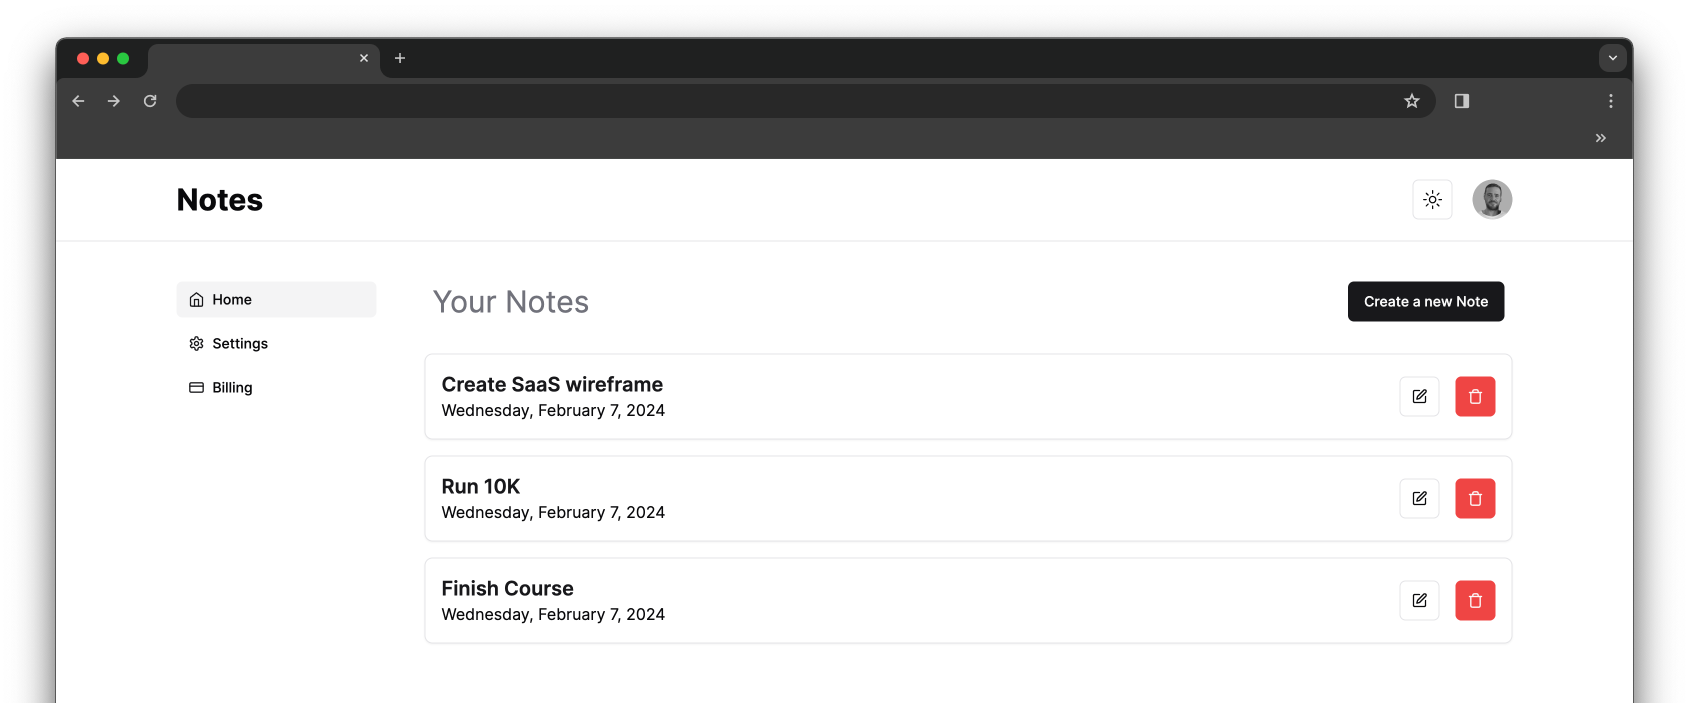 Notes
Home
Settings
Billing
Your Notes
Create a new Note
Create SaaS wireframe
Wednesday, February 7, 2024
Run 10K
Wednesday, February 7, 2024
Finish Course
Wednesday, February 7, 2024